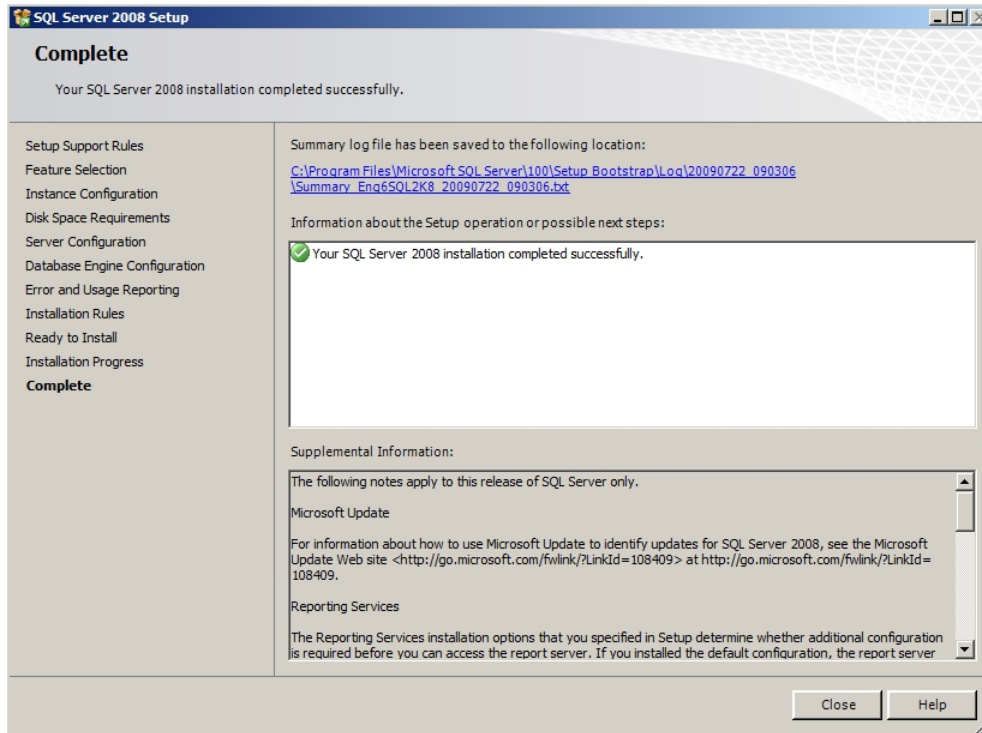 SQL Server 2008 Setup
Complete
Your SQL Server 2008 installation completed successfully.
Setup Support Rules
Feature Selection
Instance Configuration
Disk Space Requirements
Server Configuration
Database Engine Configuration
Error and Usage Reporting
Installation Rules
Ready to Install
Installation Progress
Complete
Summary log file has been saved to the following location:
C:\Program Files\Microsoft SQL Server\100\Setup Bootstrap\Log\20090722_090306
\Summary_Eng6SQL2K8_20090722_090306.txt
Information about the Setup operation or possible next steps:
Your SQL Server 2008 installation completed successfully.
Supplemental Information:
The following notes apply to this release of SQL Server only.
Microsoft Update
For information about how to use Microsoft Update to identify updates for SQL Server 2008, see the Microsoft
Update Web site <http://go.microsoft.com/fwlink/?LinkId=108409> at http://go.microsoft.com/fwlink/?LinkId=
108409.
Reporting Services
The Reporting Services installation options that you specified in Setup determine whether additional configuration
is required before you can access the report server. If you installed the default configuration, the report server
Close
Help